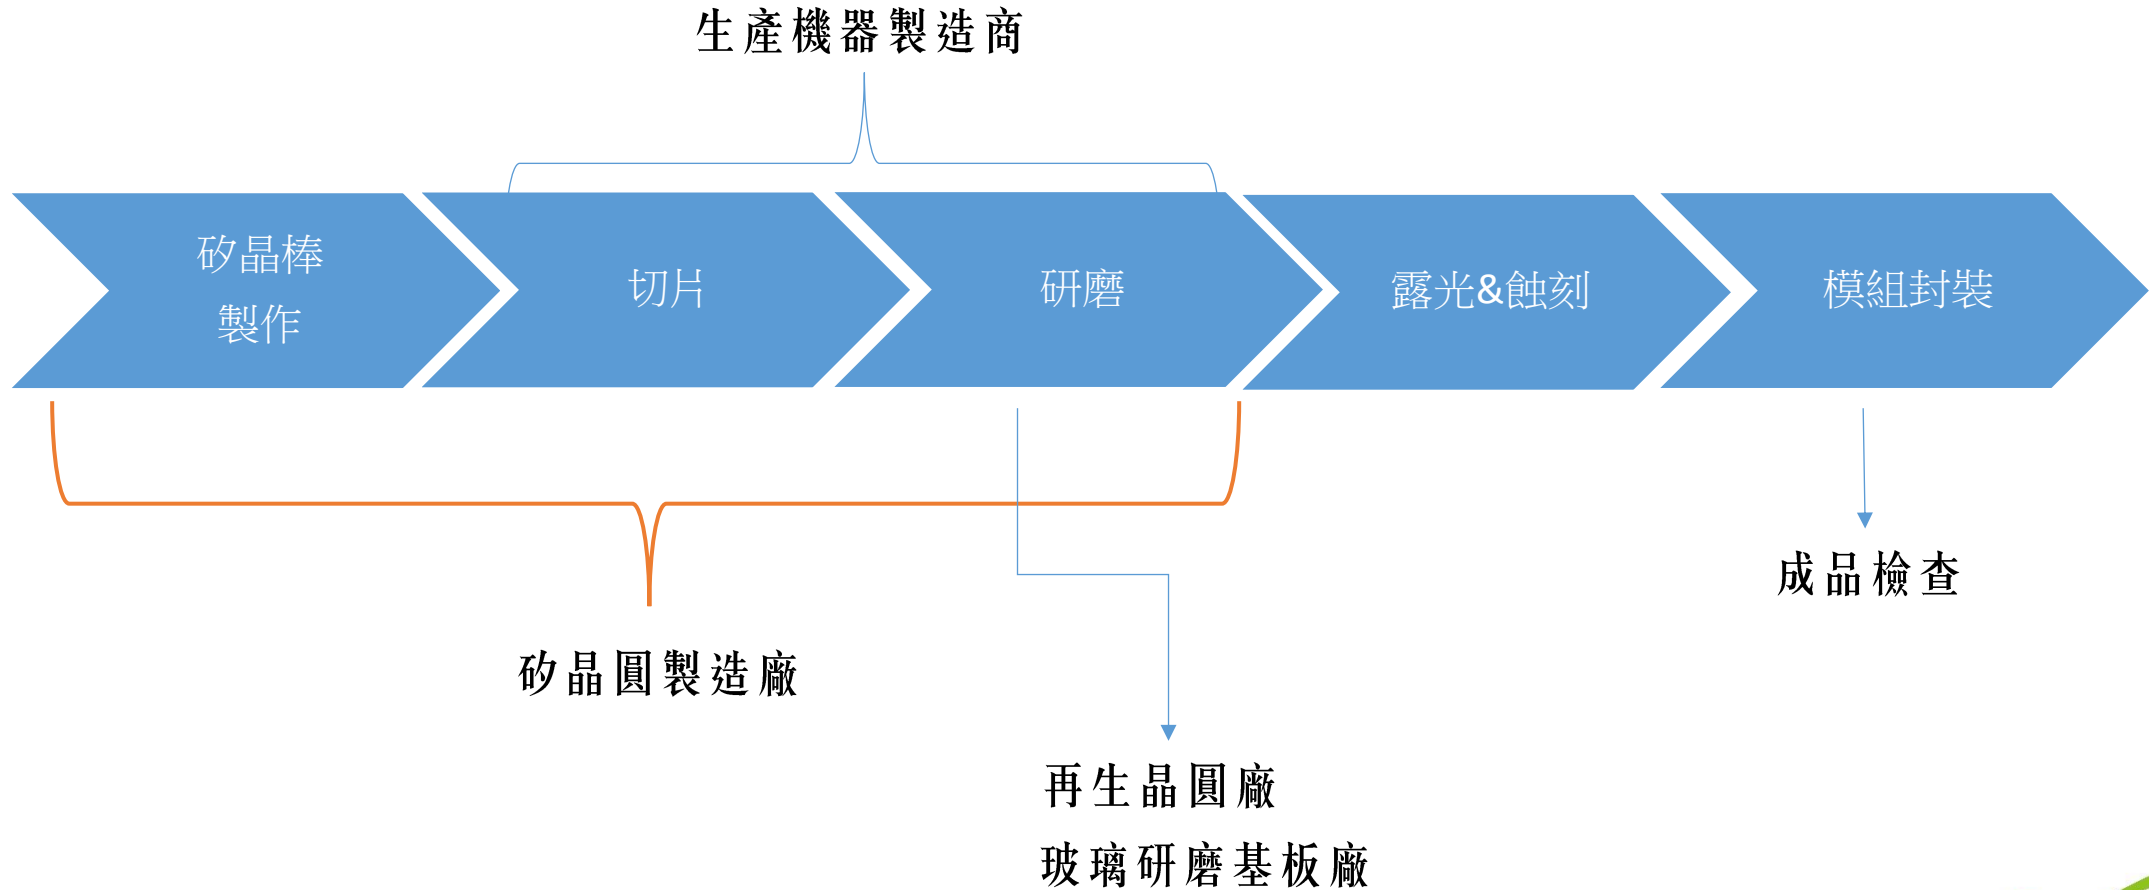 生產機器製造商
矽晶棒
製作
切片
研磨
露光&蝕刻
模組封裝
成品檢查
矽晶圓製造廠
再生晶圓廠
玻璃研磨基板廠